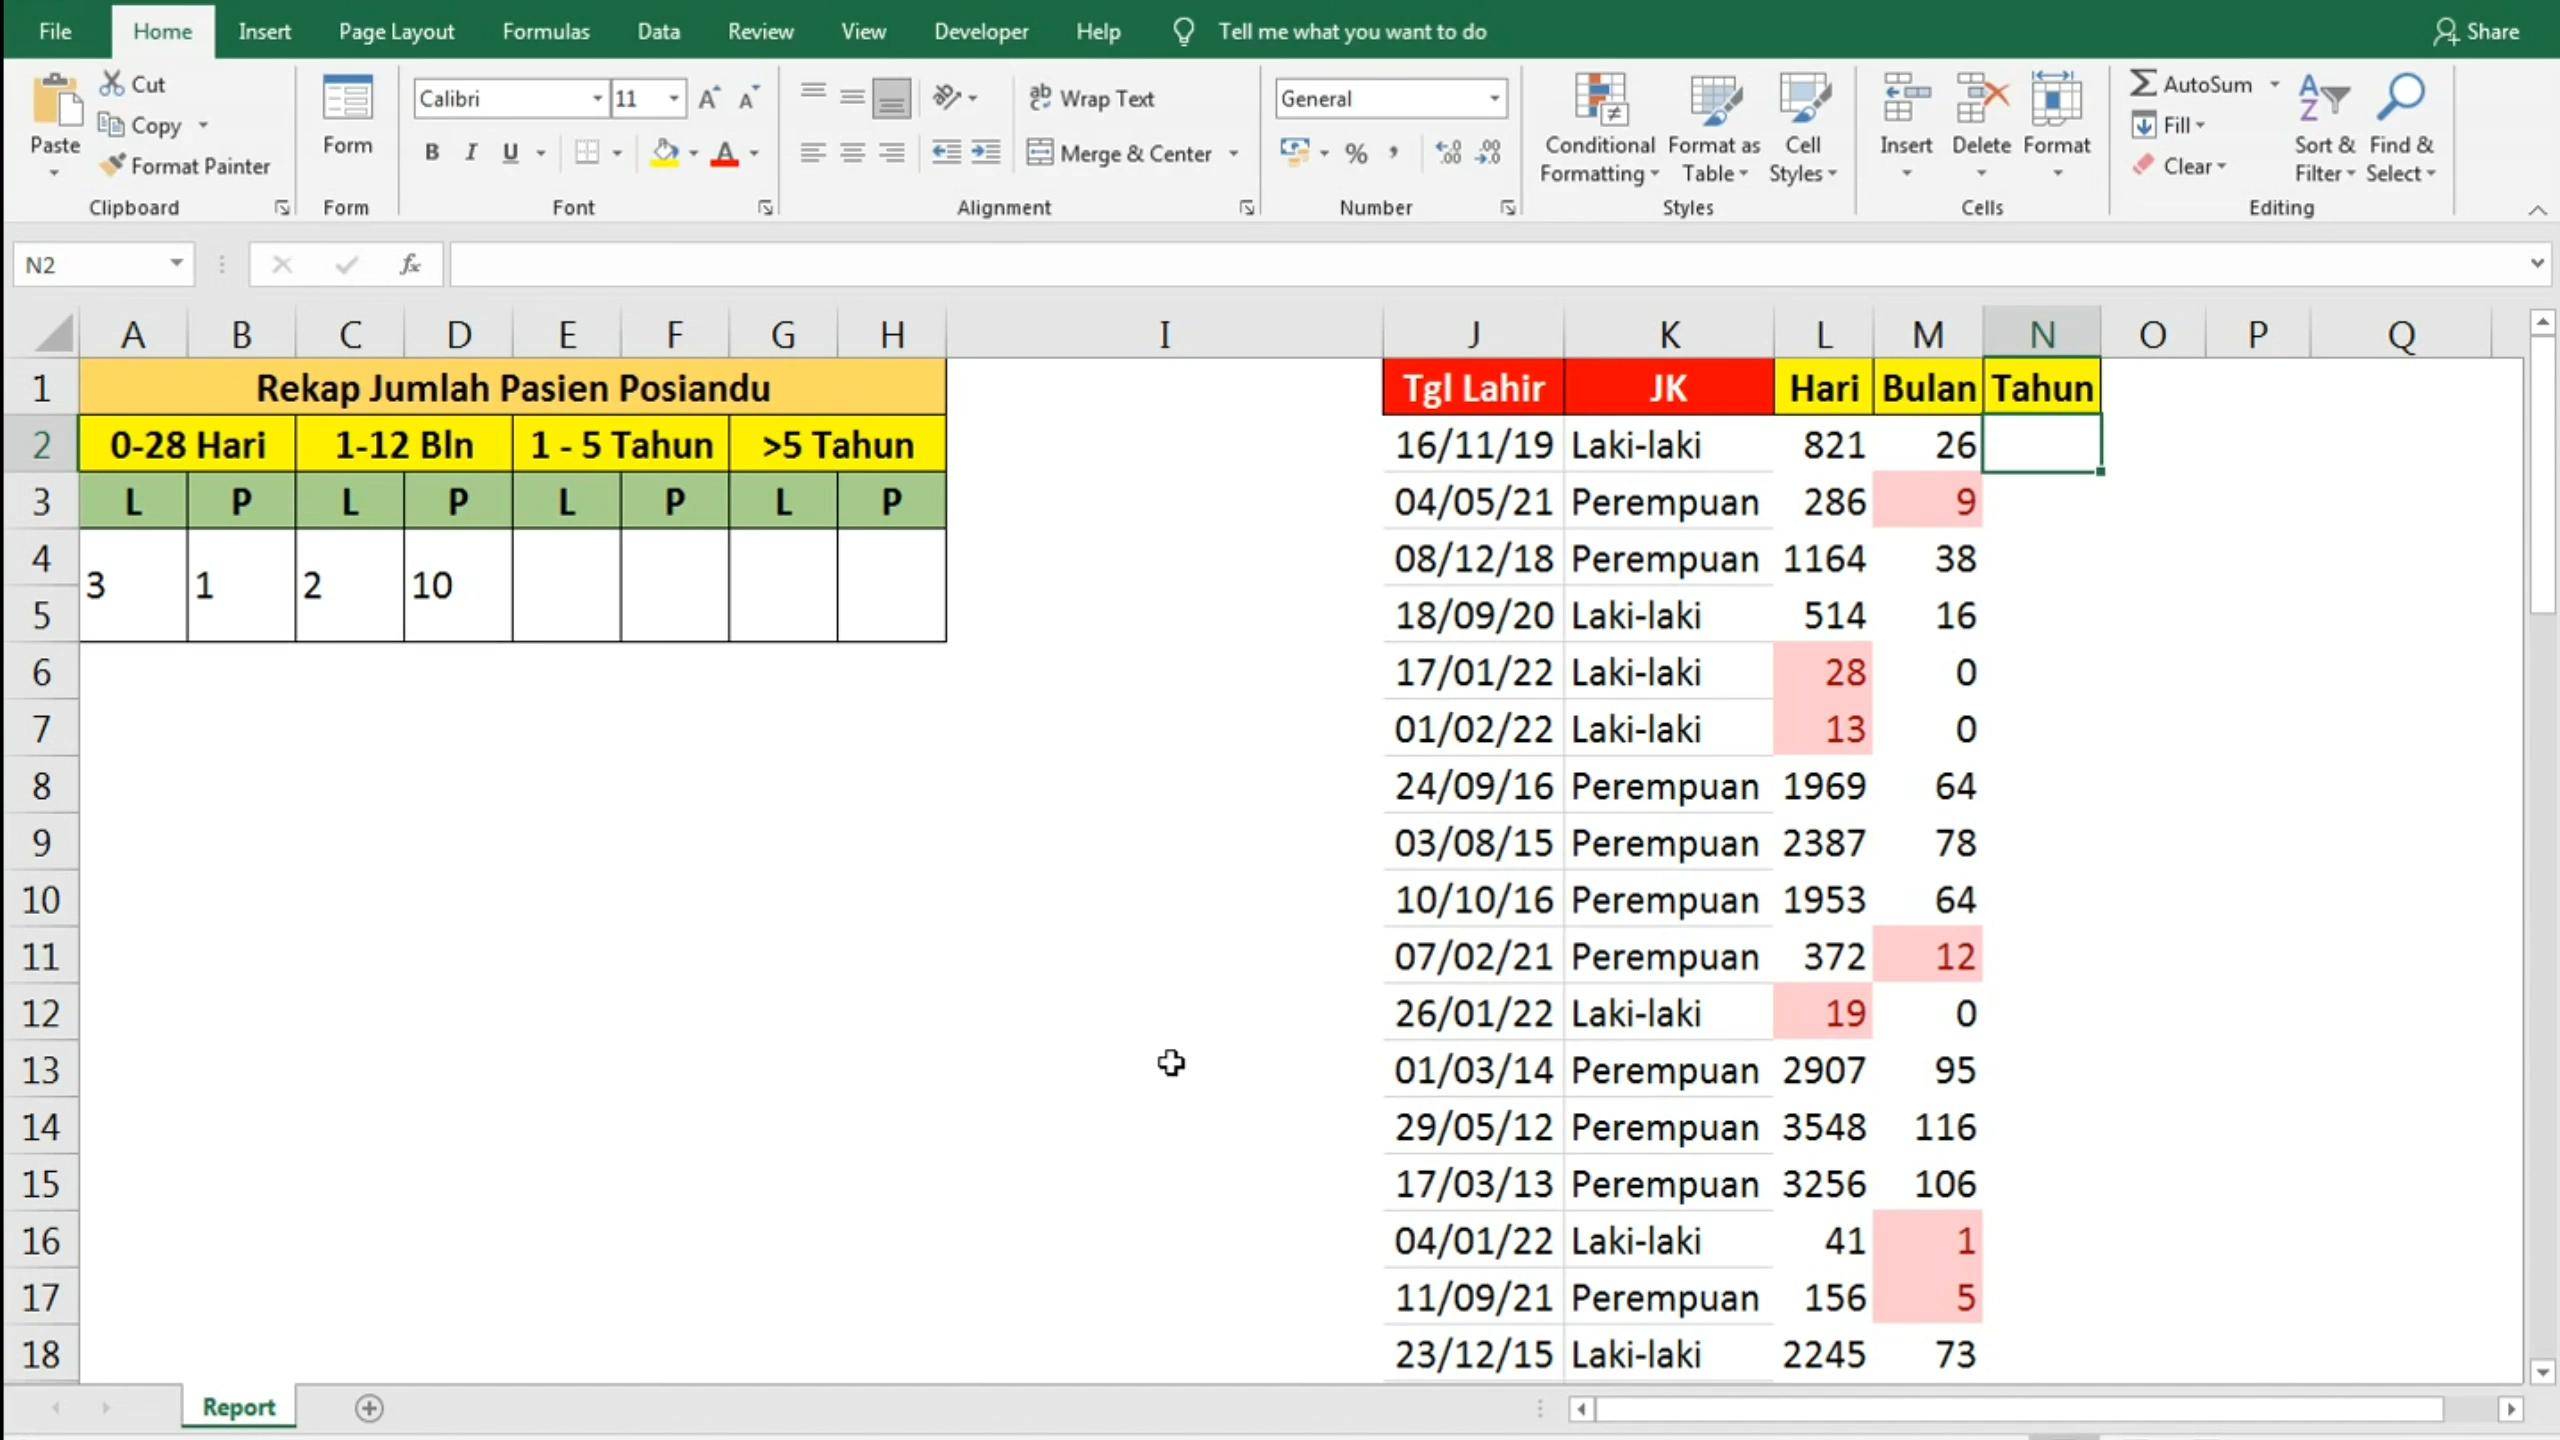 File Home Insert Page Layout Formulas Data Review View Developer Help Tell me what you want to do Share
Paste Cut Copy Format Painter Clipboard
Form Form
Calibri 11 A A B I U A Font
ab Wrap Text Merge & Center Alignment
General % , .00 .0 Number
Conditional Formatting Format as Table Cell Styles Styles
Insert Delete Format Cells
AutoSum Fill Clear Sort & Filter Find & Select Editing
N2 fx
A B C D E F G H I J K L M N O P Q
1 Rekap Jumlah Pasien Posiandu Tgl Lahir JK Hari Bulan Tahun
2 0-28 Hari 1-12 Bln 1 - 5 Tahun >5 Tahun 16/11/19 Laki-laki 821 26
3 L P L P L P L P 04/05/21 Perempuan 286 9
4 08/12/18 Perempuan 1164 38
3 1 2 10
5 18/09/20 Laki-laki 514 16
6 17/01/22 Laki-laki 28 0
7 01/02/22 Laki-laki 13 0
8 24/09/16 Perempuan 1969 64
9 03/08/15 Perempuan 2387 78
10 10/10/16 Perempuan 1953 64
11 07/02/21 Perempuan 372 12
12 26/01/22 Laki-laki 19 0
13 01/03/14 Perempuan 2907 95
14 29/05/12 Perempuan 3548 116
15 17/03/13 Perempuan 3256 106
16 04/01/22 Laki-laki 41 1
17 11/09/21 Perempuan 156 5
18 23/12/15 Laki-laki 2245 73
Report